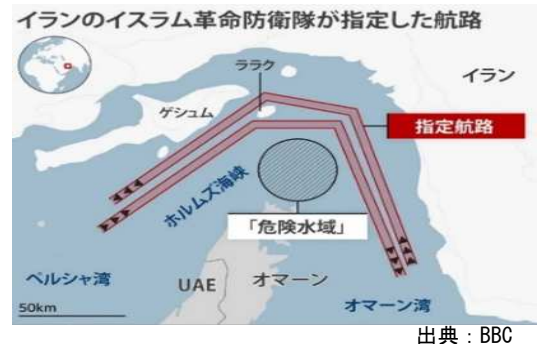 イランのイスラム革命防衛隊が指定した航路
ララク
イラン
ゲシュム
指定航路
ホルムズ海峡
「危険水域」
ペルシャ湾
UAE
オマーン
50km
オマーン湾
出典：BBC